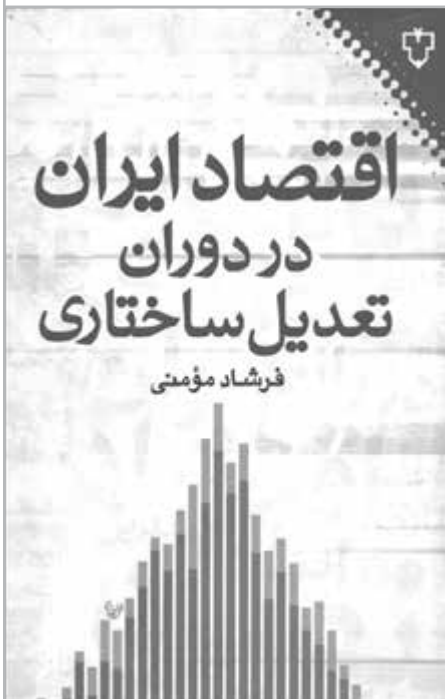 اقتصاد ایران
در دوران
تعدیل ساختاری
فرشاد مؤمنی